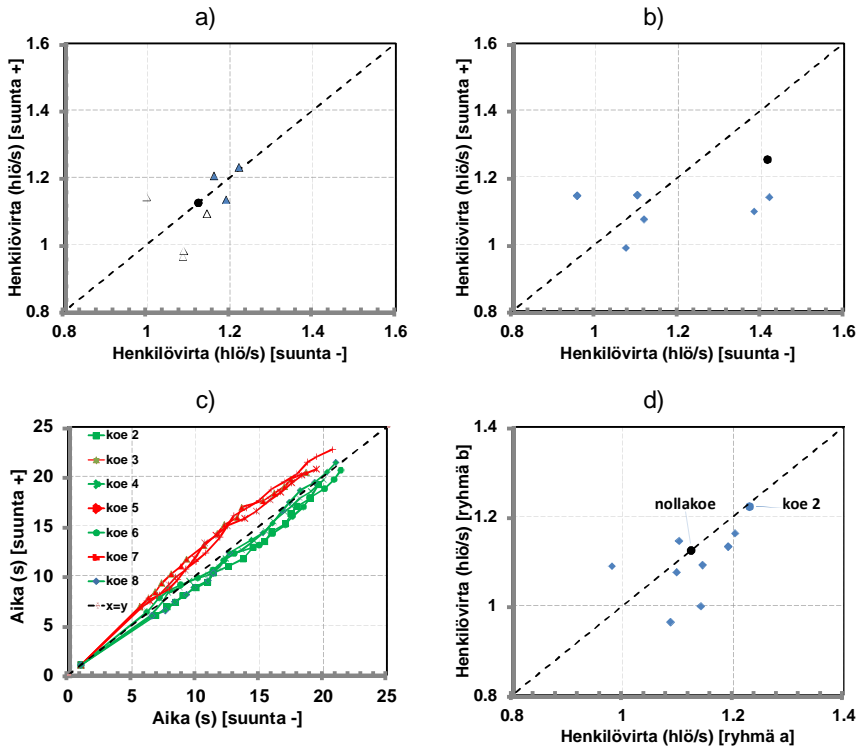 a)
1.6
1.4
1.2
1
0.8
0.8
1
1.2
1.4
1.6
Henkilövirta (hlö/s) [suunta +]
Henkilövirta (hlö/s) [suunta -]
b)
1.6
1.4
1.2
1
0.8
0.8
1
1.2
1.4
1.6
Henkilövirta (hlö/s) [suunta +]
Henkilövirta (hlö/s) [suunta -]
c)
25
20
15
10
5
0
0
5
10
15
20
25
Aika (s) [suunta +]
Aika (s) [suunta -]
koe 2
koe 3
koe 4
koe 5
koe 6
koe 7
koe 8
x=y
d)
1.4
1.2
1
0.8
0.8
1
1.2
1.4
Henkilövirta (hlö/s) [ryhmä b]
Henkilövirta (hlö/s) [ryhmä a]
nollakoe
koe 2